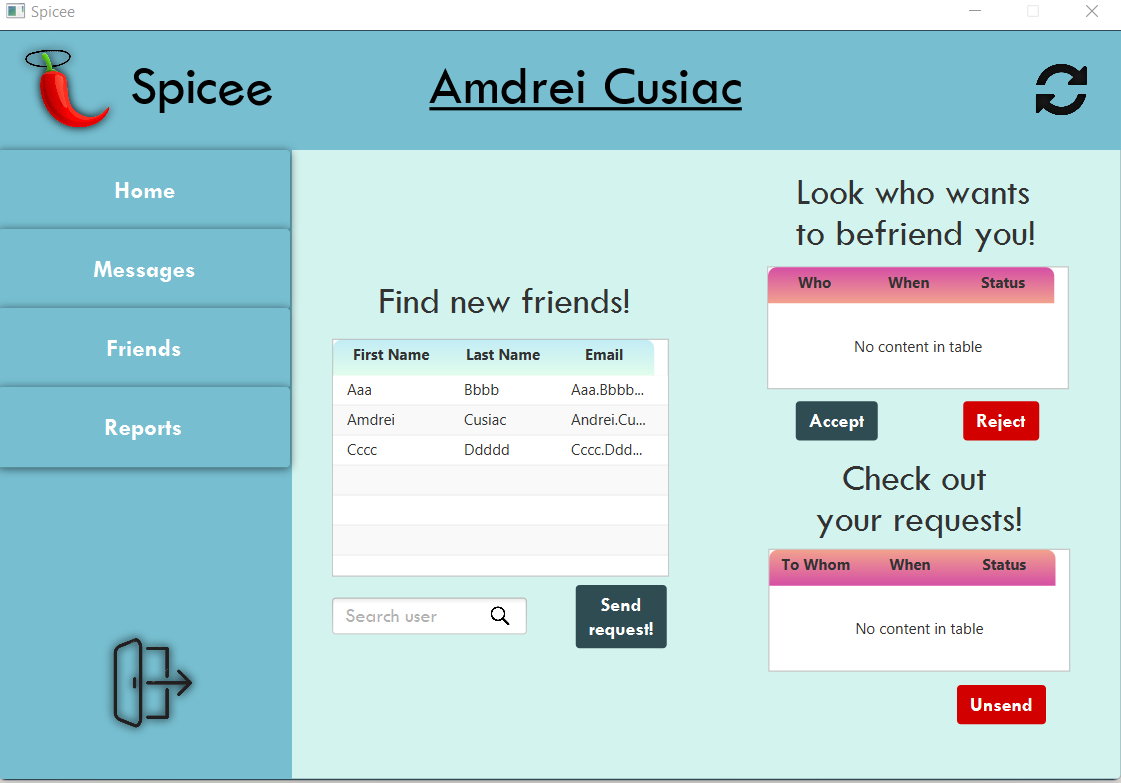 Spicee
Spicee
Amdrei Cusiac
Home
Messages
Friends
Reports
Find new friends!
First Name Last Name Email
Aaa Bbbb Aaa.Bbbb...
Amdrei Cusiac Andrei.Cu...
Cccc Ddddd Cccc.Ddd...
Search user
Send
request!
Look who wants
to befriend you!
Who When Status
No content in table
Accept Reject
Check out
your requests!
To Whom When Status
No content in table
Unsend